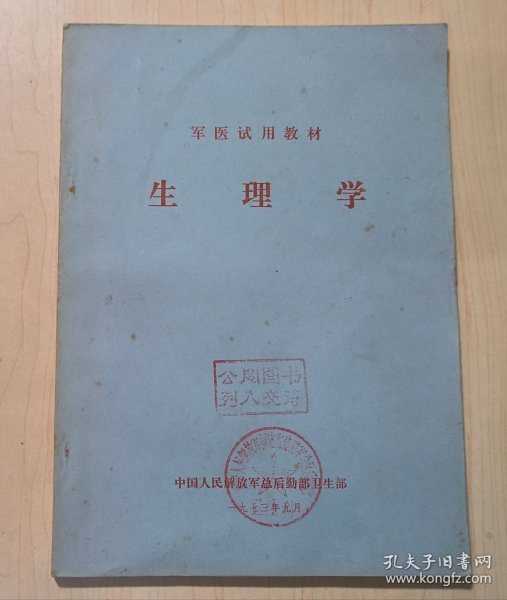 军医试用教材
生理学
公用图书
列入交待
中国人民解放军总后勤部卫生部
一九七三年九月
孔夫子旧书网
www.kongfz.com